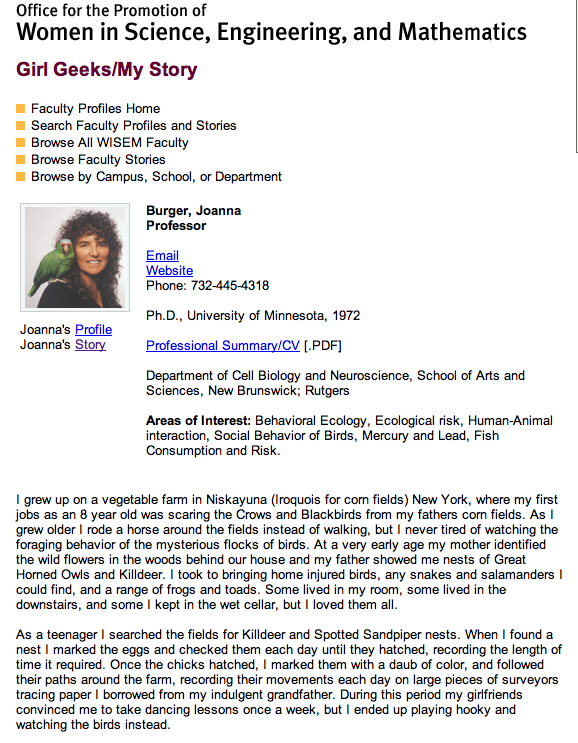 Office for the Promotion of
Women in Science, Engineering, and Mathematics
Girl Geeks/My Story
Faculty Profiles Home
Search Faculty Profiles and Stories
Browse All WISEM Faculty
Browse Faculty Stories
Browse by Campus, School, or Department
Burger, Joanna
Professor
Email
Website
Phone: 732-445-4318
Ph.D., University of Minnesota, 1972
Joanna's Profile
Joanna's Story
Professional Summary/CV [.PDF]
Department of Cell Biology and Neuroscience, School of Arts and
Sciences, New Brunswick; Rutgers
Areas of Interest: Behavioral Ecology, Ecological risk, Human-Animal
interaction, Social Behavior of Birds, Mercury and Lead, Fish
Consumption and Risk.
I grew up on a vegetable farm in Niskayuna (Iroquois for corn fields) New York, where my first
jobs as an 8 year old was scaring the Crows and Blackbirds from my fathers corn fields. As I
grew older I rode a horse around the fields instead of walking, but I never tired of watching the
foraging behavior of the mysterious flocks of birds. At a very early age my mother identified
the wild flowers in the woods behind our house and my father showed me nests of Great
Horned Owls and Killdeer. I took to bringing home injured birds, any snakes and salamanders I
could find, and a range of frogs and toads. Some lived in my room, some lived in the
downstairs, and some I kept in the wet cellar, but I loved them all.
As a teenager I searched the fields for Killdeer and Spotted Sandpiper nests. When I found a
nest I marked the eggs and checked them each day until they hatched, recording the length of
time it required. Once the chicks hatched, I marked them with a daub of color, and followed
their paths around the farm, recording their movements each day on large pieces of surveyors
tracing paper I borrowed from my indulgent grandfather. During this period my girlfriends
convinced me to take dancing lessons once a week, but I ended up playing hooky and
watching the birds instead.